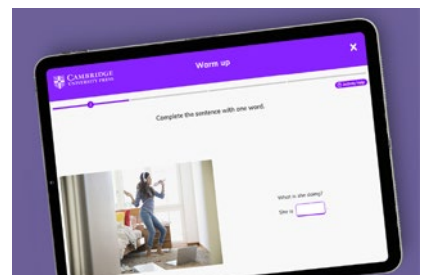 CAMBRIDGE
UNIVERSITY PRESS
Warm up
Complete the sentence with one word.
What is she doing?
She is